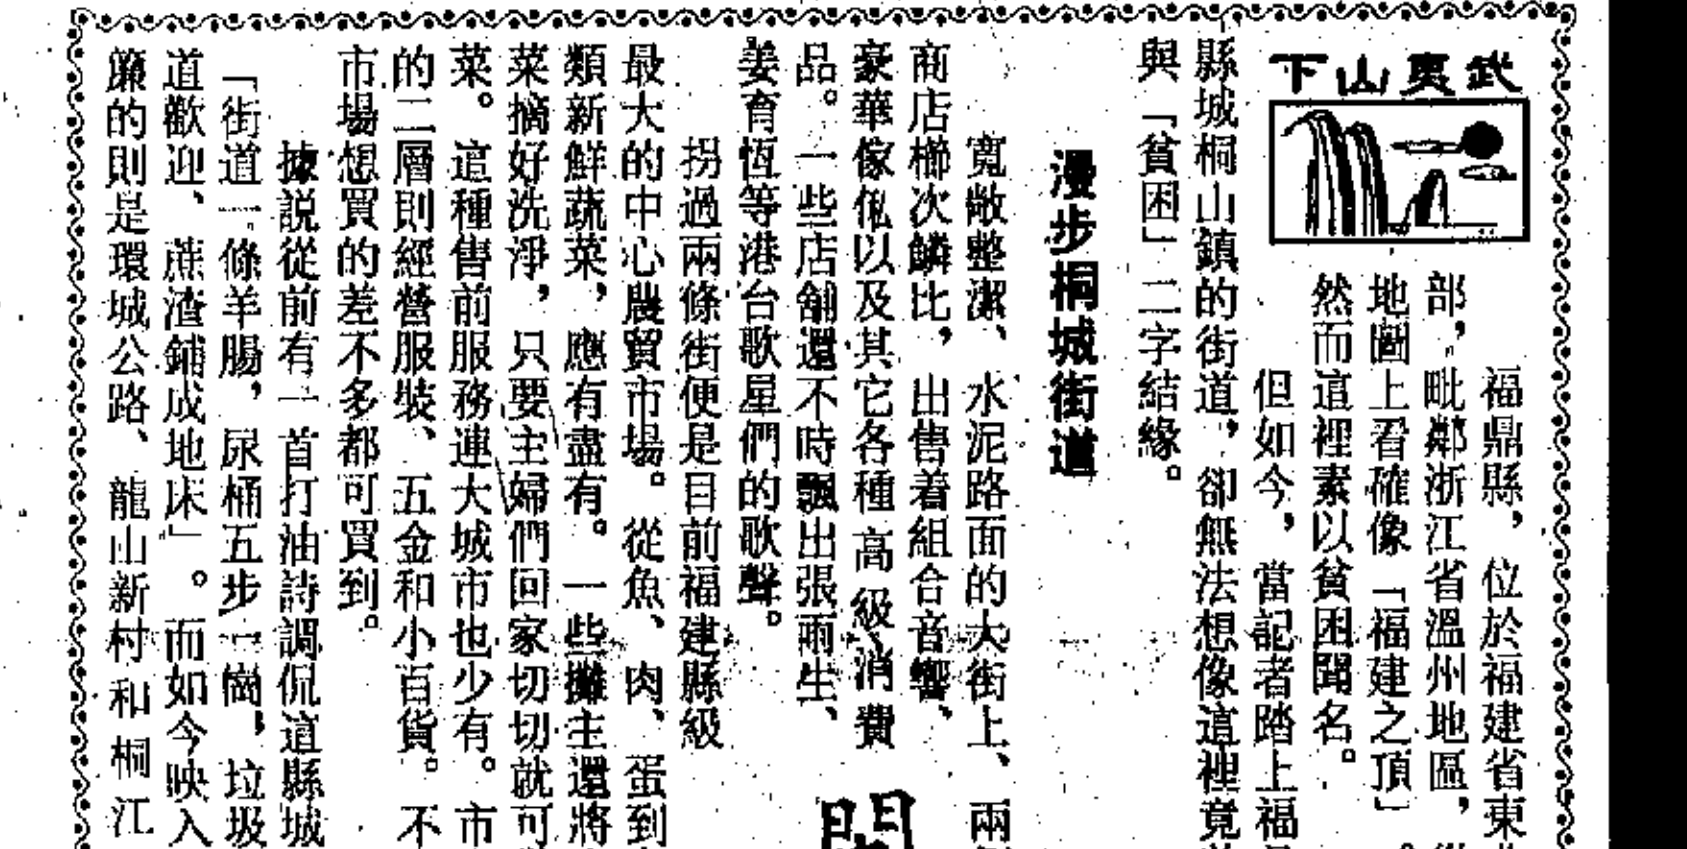 武夷山下
福鼎縣，位於福建省東
部，毗鄰浙江省溫州地區，
地圖上看確像「福建之頂」
然而這裡素以貧困聞名。
但如今，當記者踏上福
縣城桐山鎮的街道，卻無法想像這裡竟
與「貧困」二字結緣。
漫步桐城街道
寬敞整潔、水泥路面的大街上、兩
商店櫛次鱗比，出售着組合音響、
豪華傢俬以及其它各種高級消費
品。一些店舖還不時飄出張雨生、
姜育恆等港台歌星們的歌聲。
拐過兩條街便是目前福建縣級
最大的中心農貿市場。從魚、肉、蛋到
類新鮮蔬菜，應有盡有。一些攤主還將
菜摘好洗淨，只要主婦們回家切切就可
菜。這種售前服務連大城市也少有。市
的二層則經營服裝、五金和小百貨。不
市場想買的差不多都可買到。
據説從前有一首打油詩調侃這縣城
「街道一條羊腸，尿桶五步一崗，垃圾
道歡迎、蔗渣鋪成地床」。而如今映入
簾的則是環城公路、龍山新村和桐江